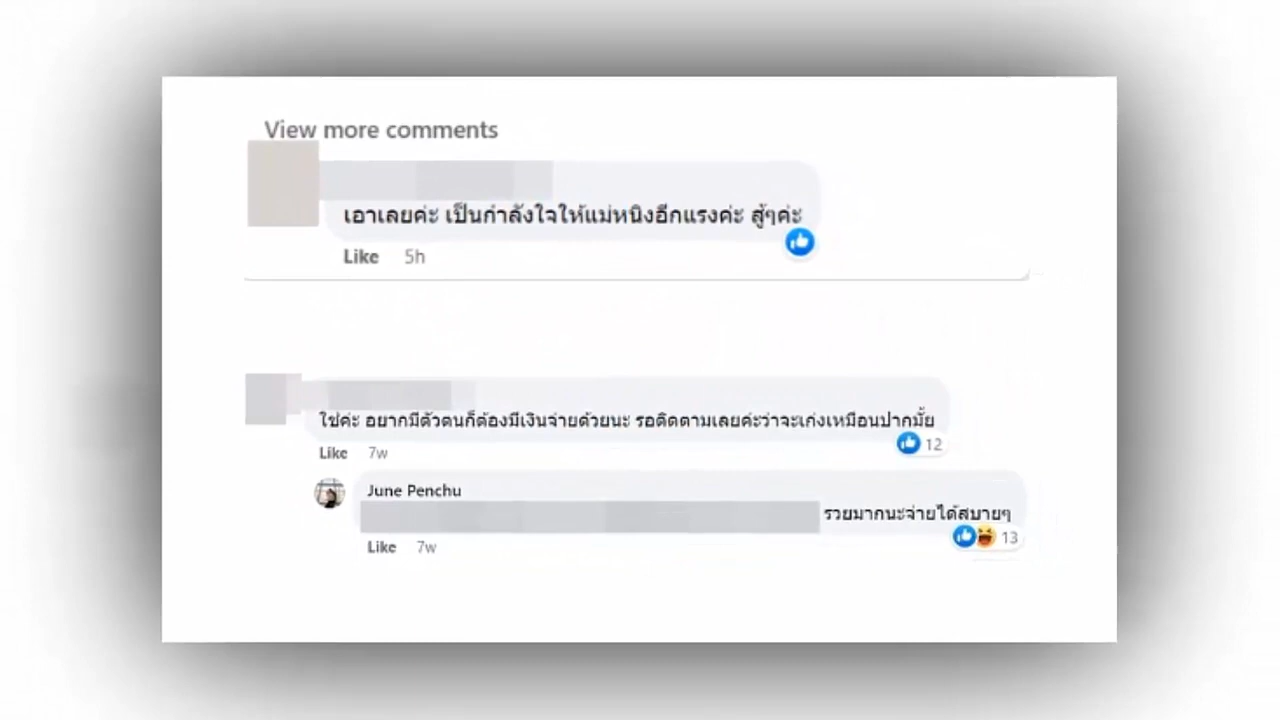 View more comments
เอาเลยค่ะ เป็นกำลังใจให้แม่หนิงอีกแรงค่ะ สู้ๆค่ะ
Like 5h
ใช่ค่ะ อยากมีตัวตนก็ต้องมีเงินจ่ายด้วยนะ รอติดตามเลยค่ะว่าจะเก่งเหมือนปากมั้ย
12
Like 7w
June Penchu
รวยมากนะจ่ายได้สบายๆ
13
Like 7w